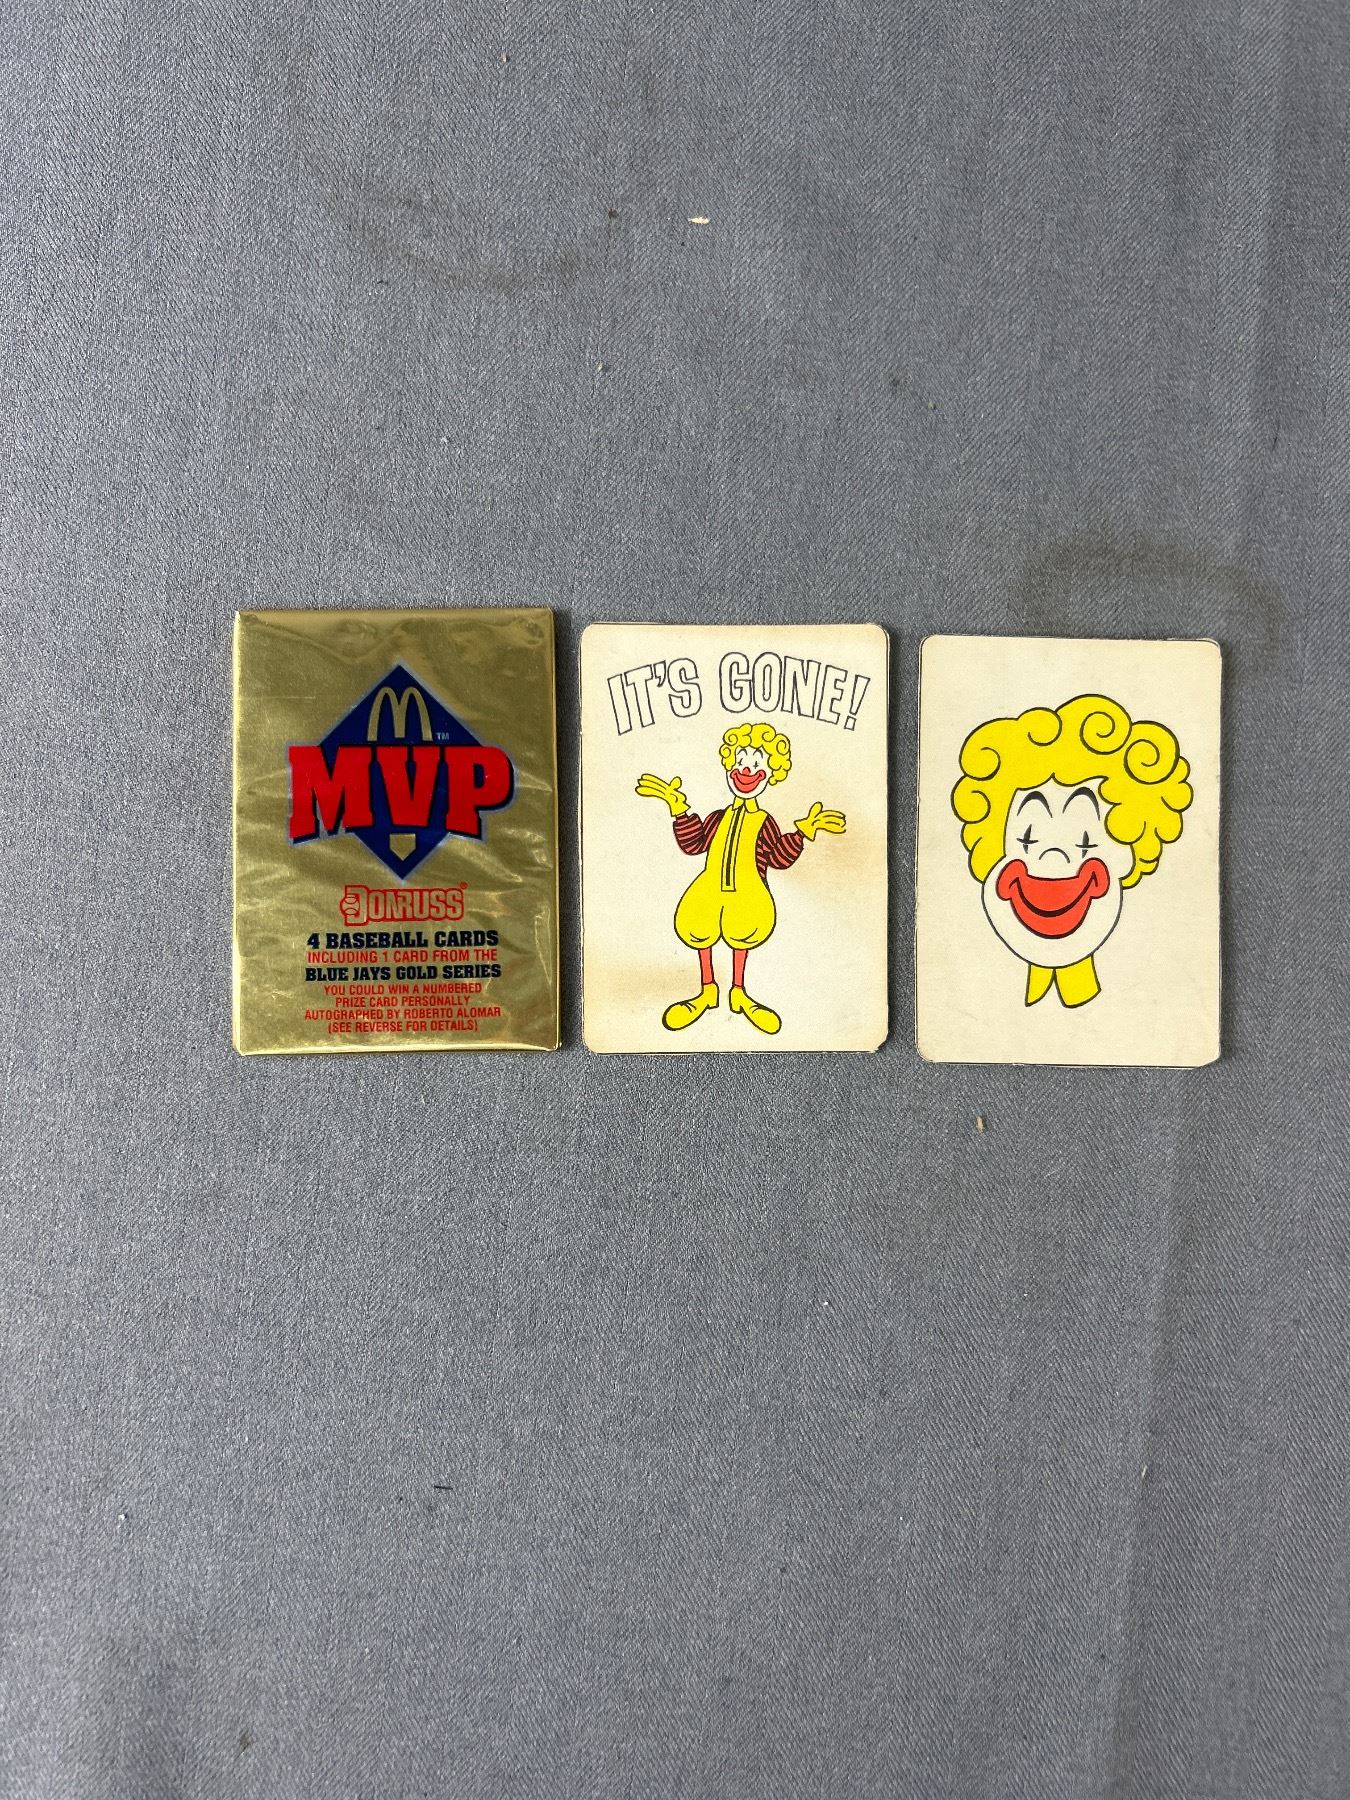 TM
MVP
DONRUSS®
4 BASEBALL CARDS
INCLUDING 1 CARD FROM THE
BLUE JAYS GOLD SERIES
YOU COULD WIN A NUMBERED
PRIZE CARD PERSONALLY
AUTOGRAPHED BY ROBERTO ALOMAR
(SEE REVERSE FOR DETAILS)
IT'S GONE!